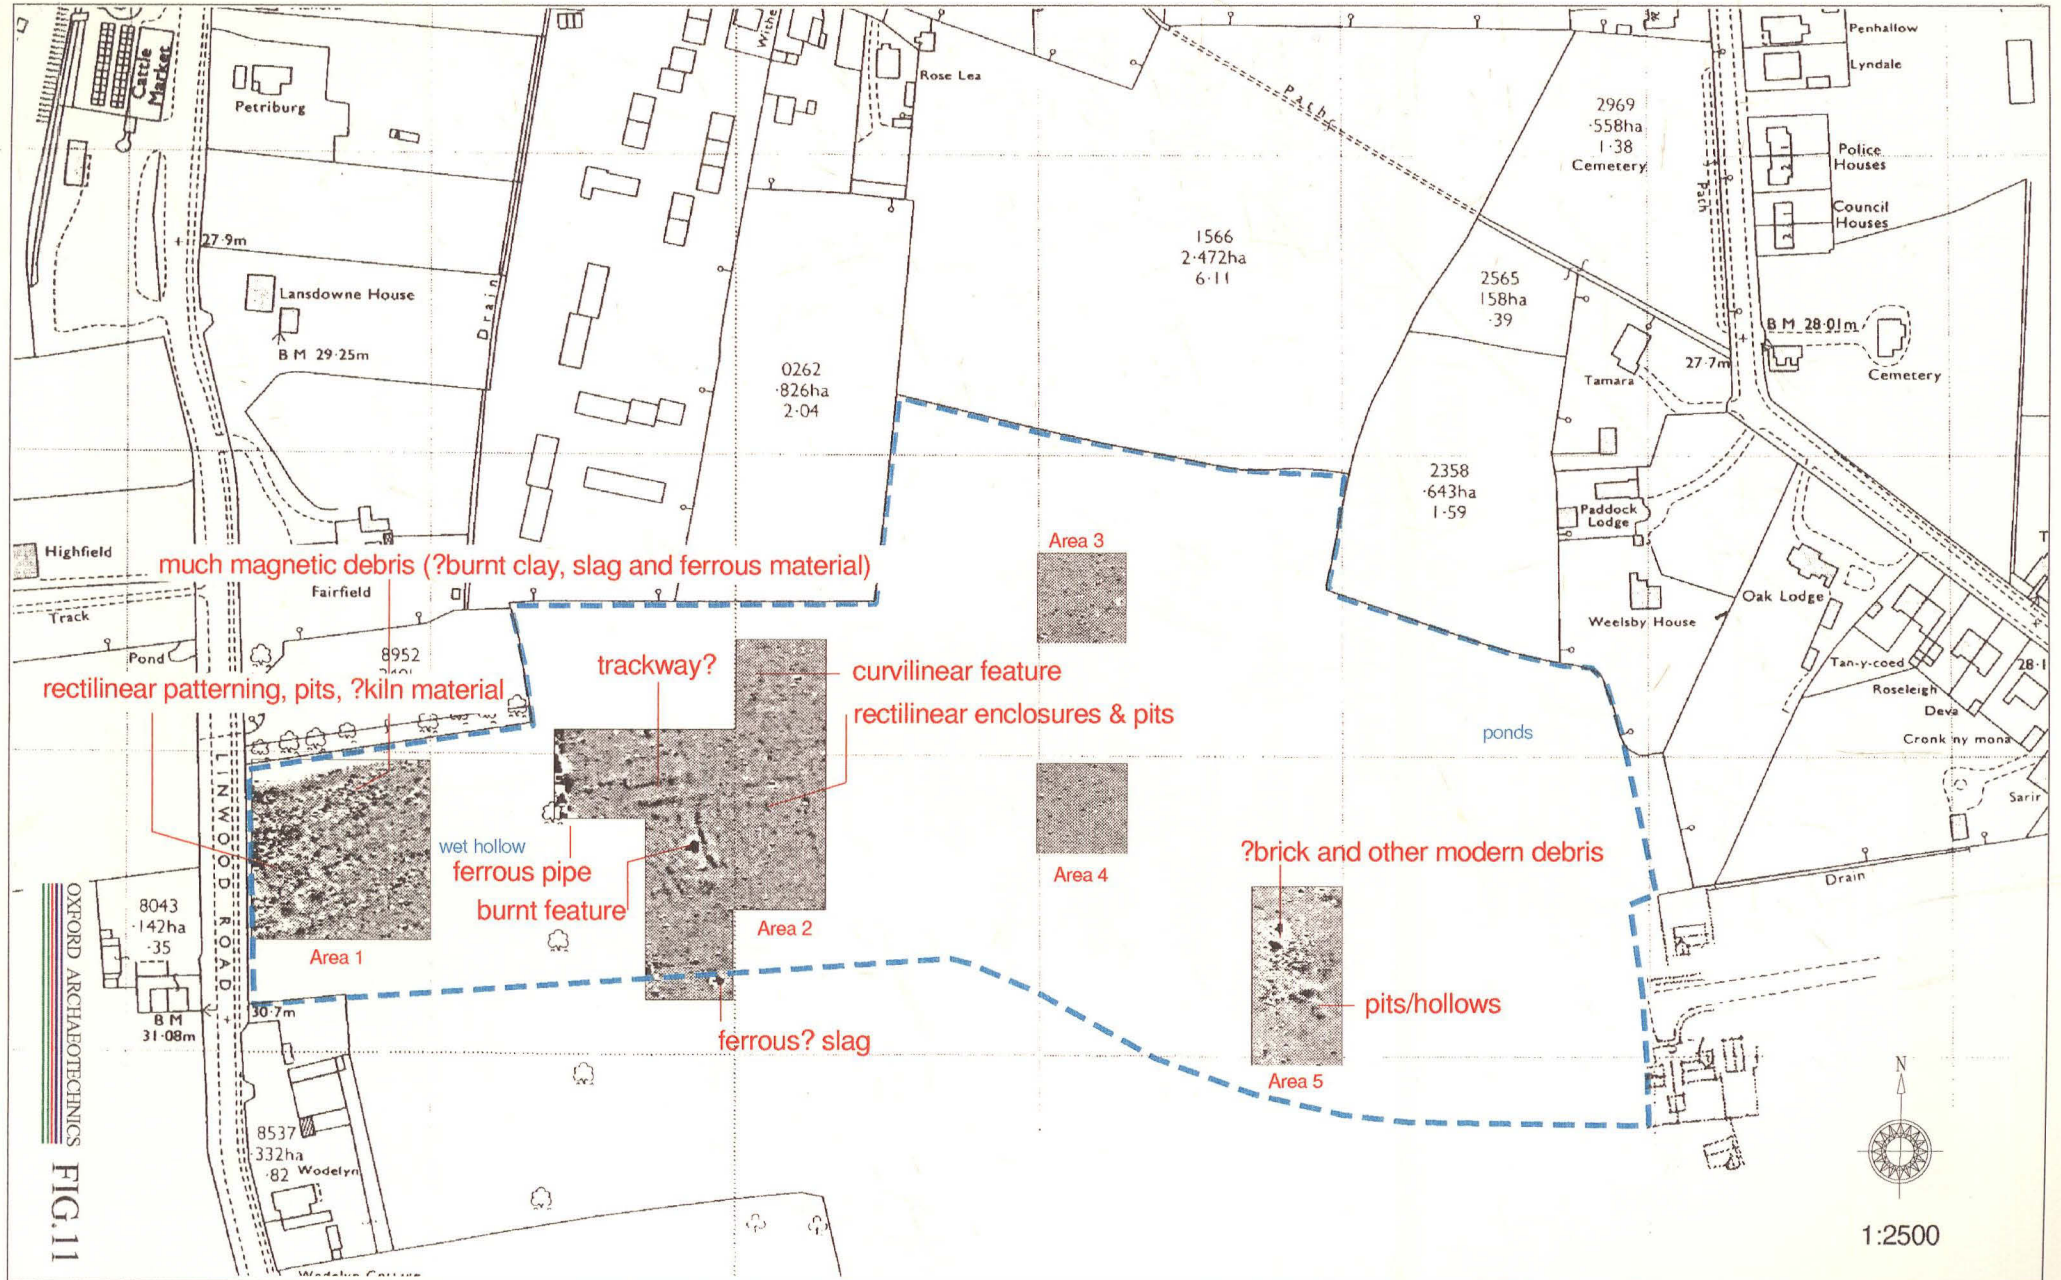 Cattle
Market
Petriburg
Rose Lea
Path
2969
·558ha
1·38
Cemetery
Penhallow
Lyndale
Police
Houses
Council
Houses
Path
27·9m
Lansdowne House
B M 29·25m
Drain
1566
2·472ha
6·11
2565
158ha
·39
B M 28·01m
27·7m
Cemetery
Tamara
0262
·826ha
2·04
2358
·643ha
1·59
Paddock
Lodge
Highfield
much magnetic debris (?burnt clay, slag and ferrous material)
Fairfield
Track
Pond
8952
Area 3
Oak Lodge
Weelsby House
rectilinear patterning, pits, ?kiln material
trackway?
curvilinear feature
rectilinear enclosures & pits
Tan-y-coed
28·1
Roseleigh
Deva
Cronk ny mona
ponds
Sarir
LINWOOD ROAD
wet hollow
ferrous pipe
burnt feature
Area 1
Area 2
Area 4
?brick and other modern debris
Drain
8043
·142ha
·35
B M
31·08m
30·7m
ferrous? slag
pits/hollows
Area 5
8537
·332ha
·82
Wodelyn
N
1:2500
OXFORD ARCHAEOTECHNICS
FIG.11